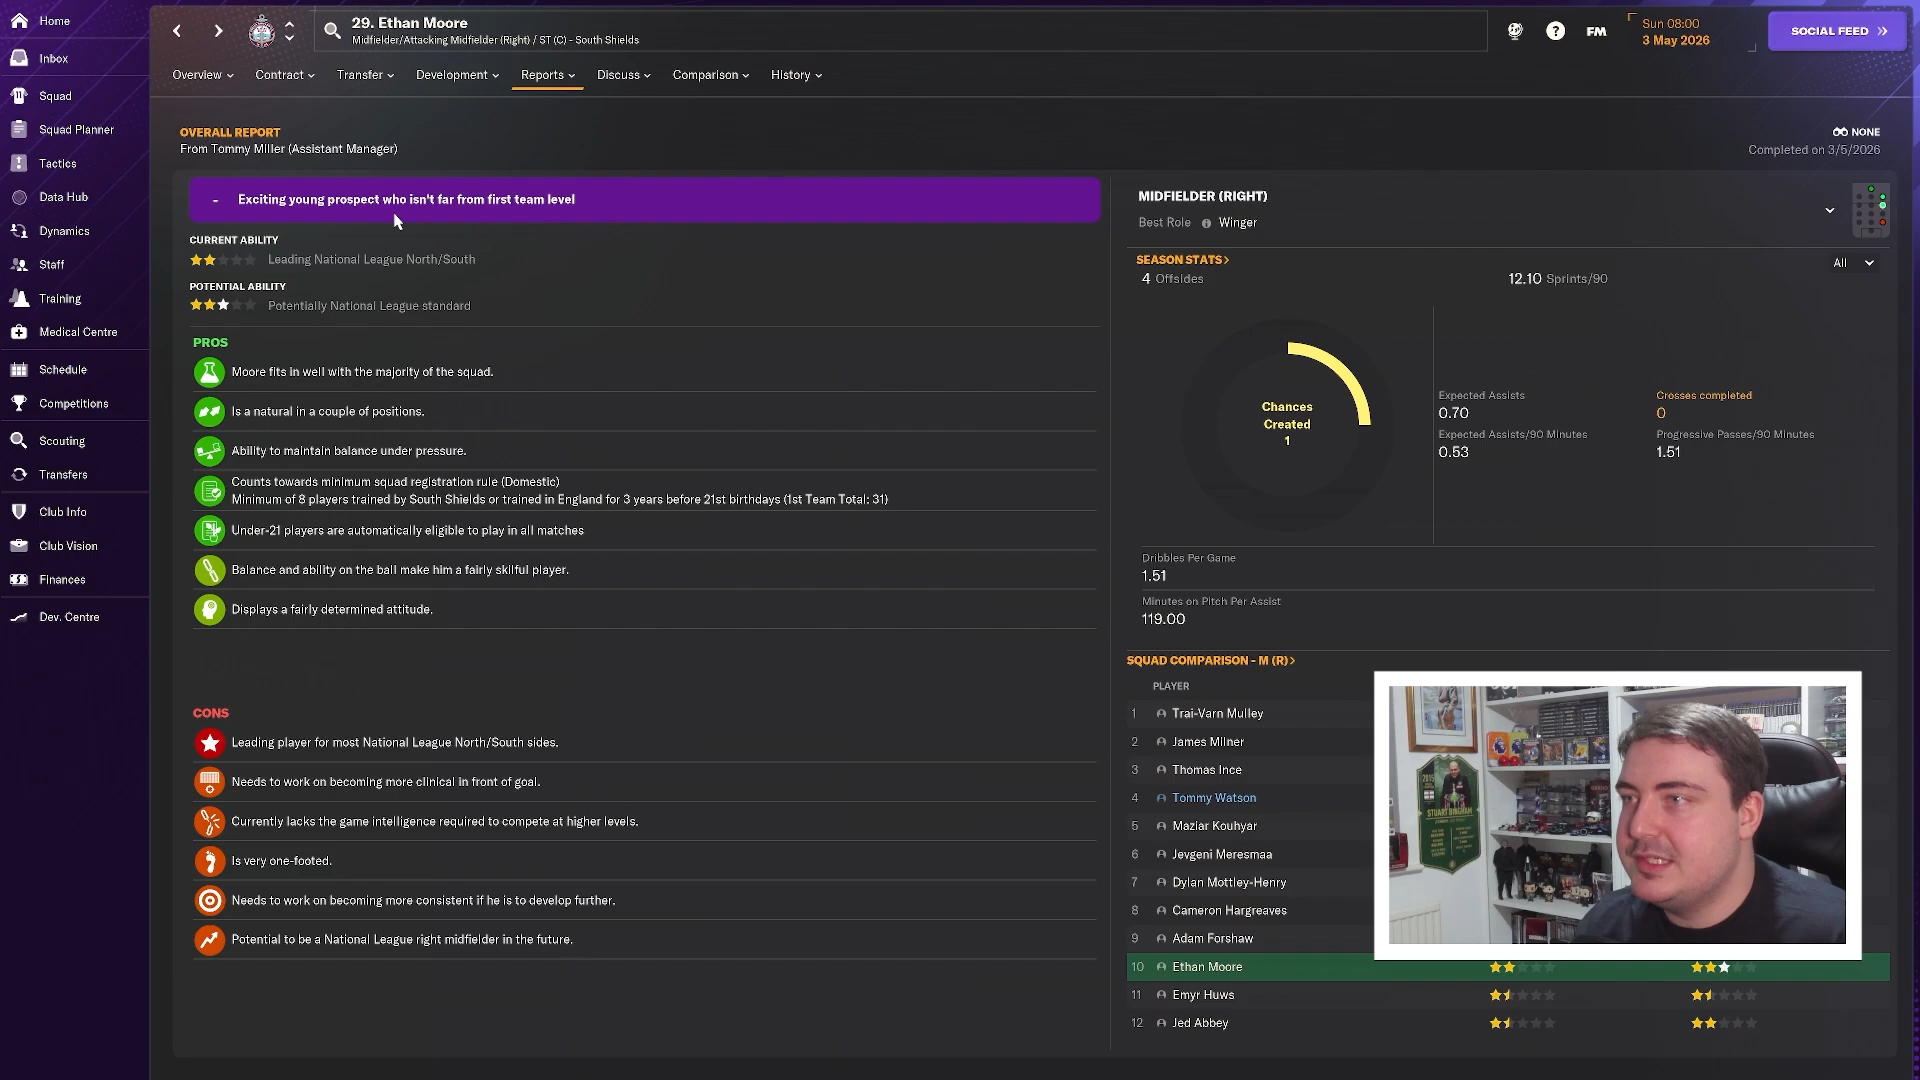 Home
29. Ethan Moore
Midfielder/Attacking Midfielder (Right) / ST (C) - South Shields
FM
Sun 08:00
3 May 2026
SOCIAL FEED
Inbox
Squad
Squad Planner
Tactics
Data Hub
Dynamics
Staff
Training
Medical Centre
Schedule
Competitions
Scouting
Transfers
Club Info
Club Vision
Finances
Dev. Centre
Overview
Contract
Transfer
Development
Reports
Discuss
Comparison
History
OVERALL REPORT
From Tommy Miller (Assistant Manager)
NONE
Completed on 3/5/2026
- Exciting young prospect who isn't far from first team level
CURRENT ABILITY
Leading National League North/South
POTENTIAL ABILITY
Potentially National League standard
PROS
Moore fits in well with the majority of the squad.
Is a natural in a couple of positions.
Ability to maintain balance under pressure.
Counts towards minimum squad registration rule (Domestic)
Minimum of 8 players trained by South Shields or trained in England for 3 years before 21st birthdays (1st Team Total: 31)
Under-21 players are automatically eligible to play in all matches
Balance and ability on the ball make him a fairly skilful player.
Displays a fairly determined attitude.
CONS
Leading player for most National League North/South sides.
Needs to work on becoming more clinical in front of goal.
Currently lacks the game intelligence required to compete at higher levels.
Is very one-footed.
Needs to work on becoming more consistent if he is to develop further.
Potential to be a National League right midfielder in the future.
MIDFIELDER (RIGHT)
Best Role Winger
SEASON STATS
All
4 Offsides
12.10 Sprints/90
Chances
Created
1
Expected Assists
0.70
Expected Assists/90 Minutes
0.53
Crosses completed
0
Progressive Passes/90 Minutes
1.51
Dribbles Per Game
1.51
Minutes on Pitch Per Assist
119.00
SQUAD COMPARISON - M (R)
PLAYER
1 Trai-Varn Mulley
2 James Milner
3 Thomas Ince
4 Tommy Watson
5 Maziar Kouhyar
6 Jevgeni Meresmaa
7 Dylan Mottley-Henry
8 Cameron Hargreaves
9 Adam Forshaw
10 Ethan Moore
11 Emyr Huws
12 Jed Abbey
STUART BINGHAM